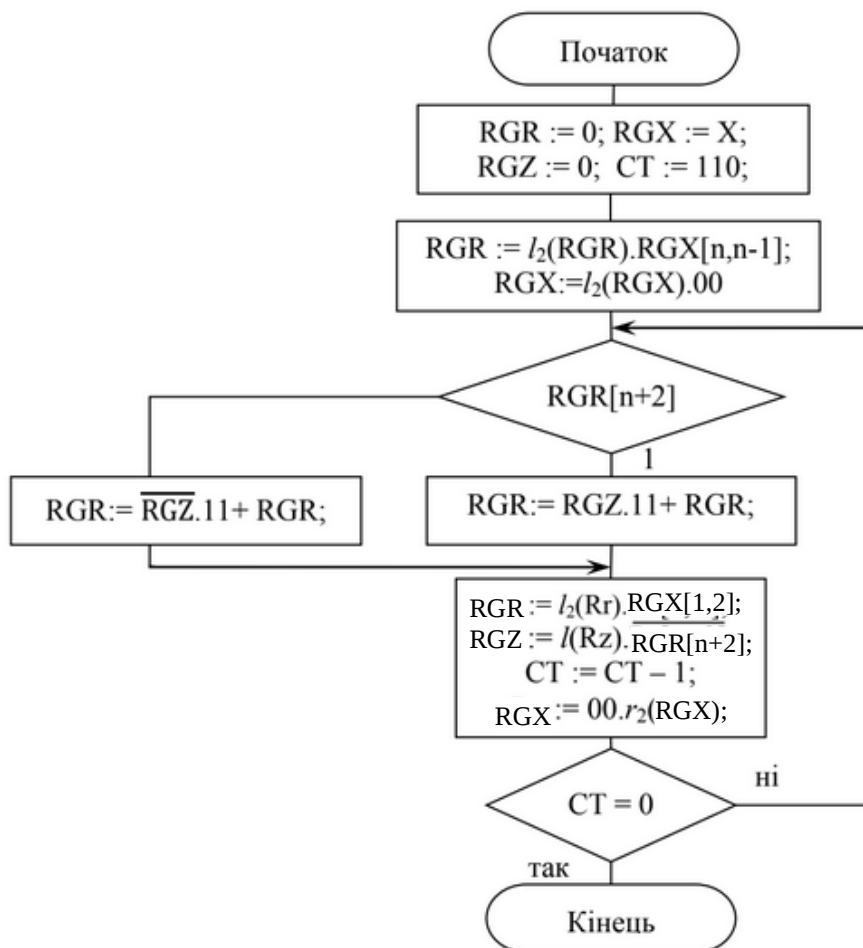 Початок
RGR := 0; RGX := X;
RGZ := 0; CT := 110;
RGR := l₂(RGR).RGX[n,n-1];
RGX:=l₂(RGX).00
RGR[n+2]
1
RGR:= R̅G̅Z̅.11+ RGR;
RGR:= RGZ.11+ RGR;
RGR := l₂(Rr).RGX[1,2];
RGZ := l(Rz).R̅G̅R̅[̅n̅+̅2̅]̅;
CT := CT – 1;
RGX := 00.r₂(RGX);
CT = 0
ні
так
Кінець